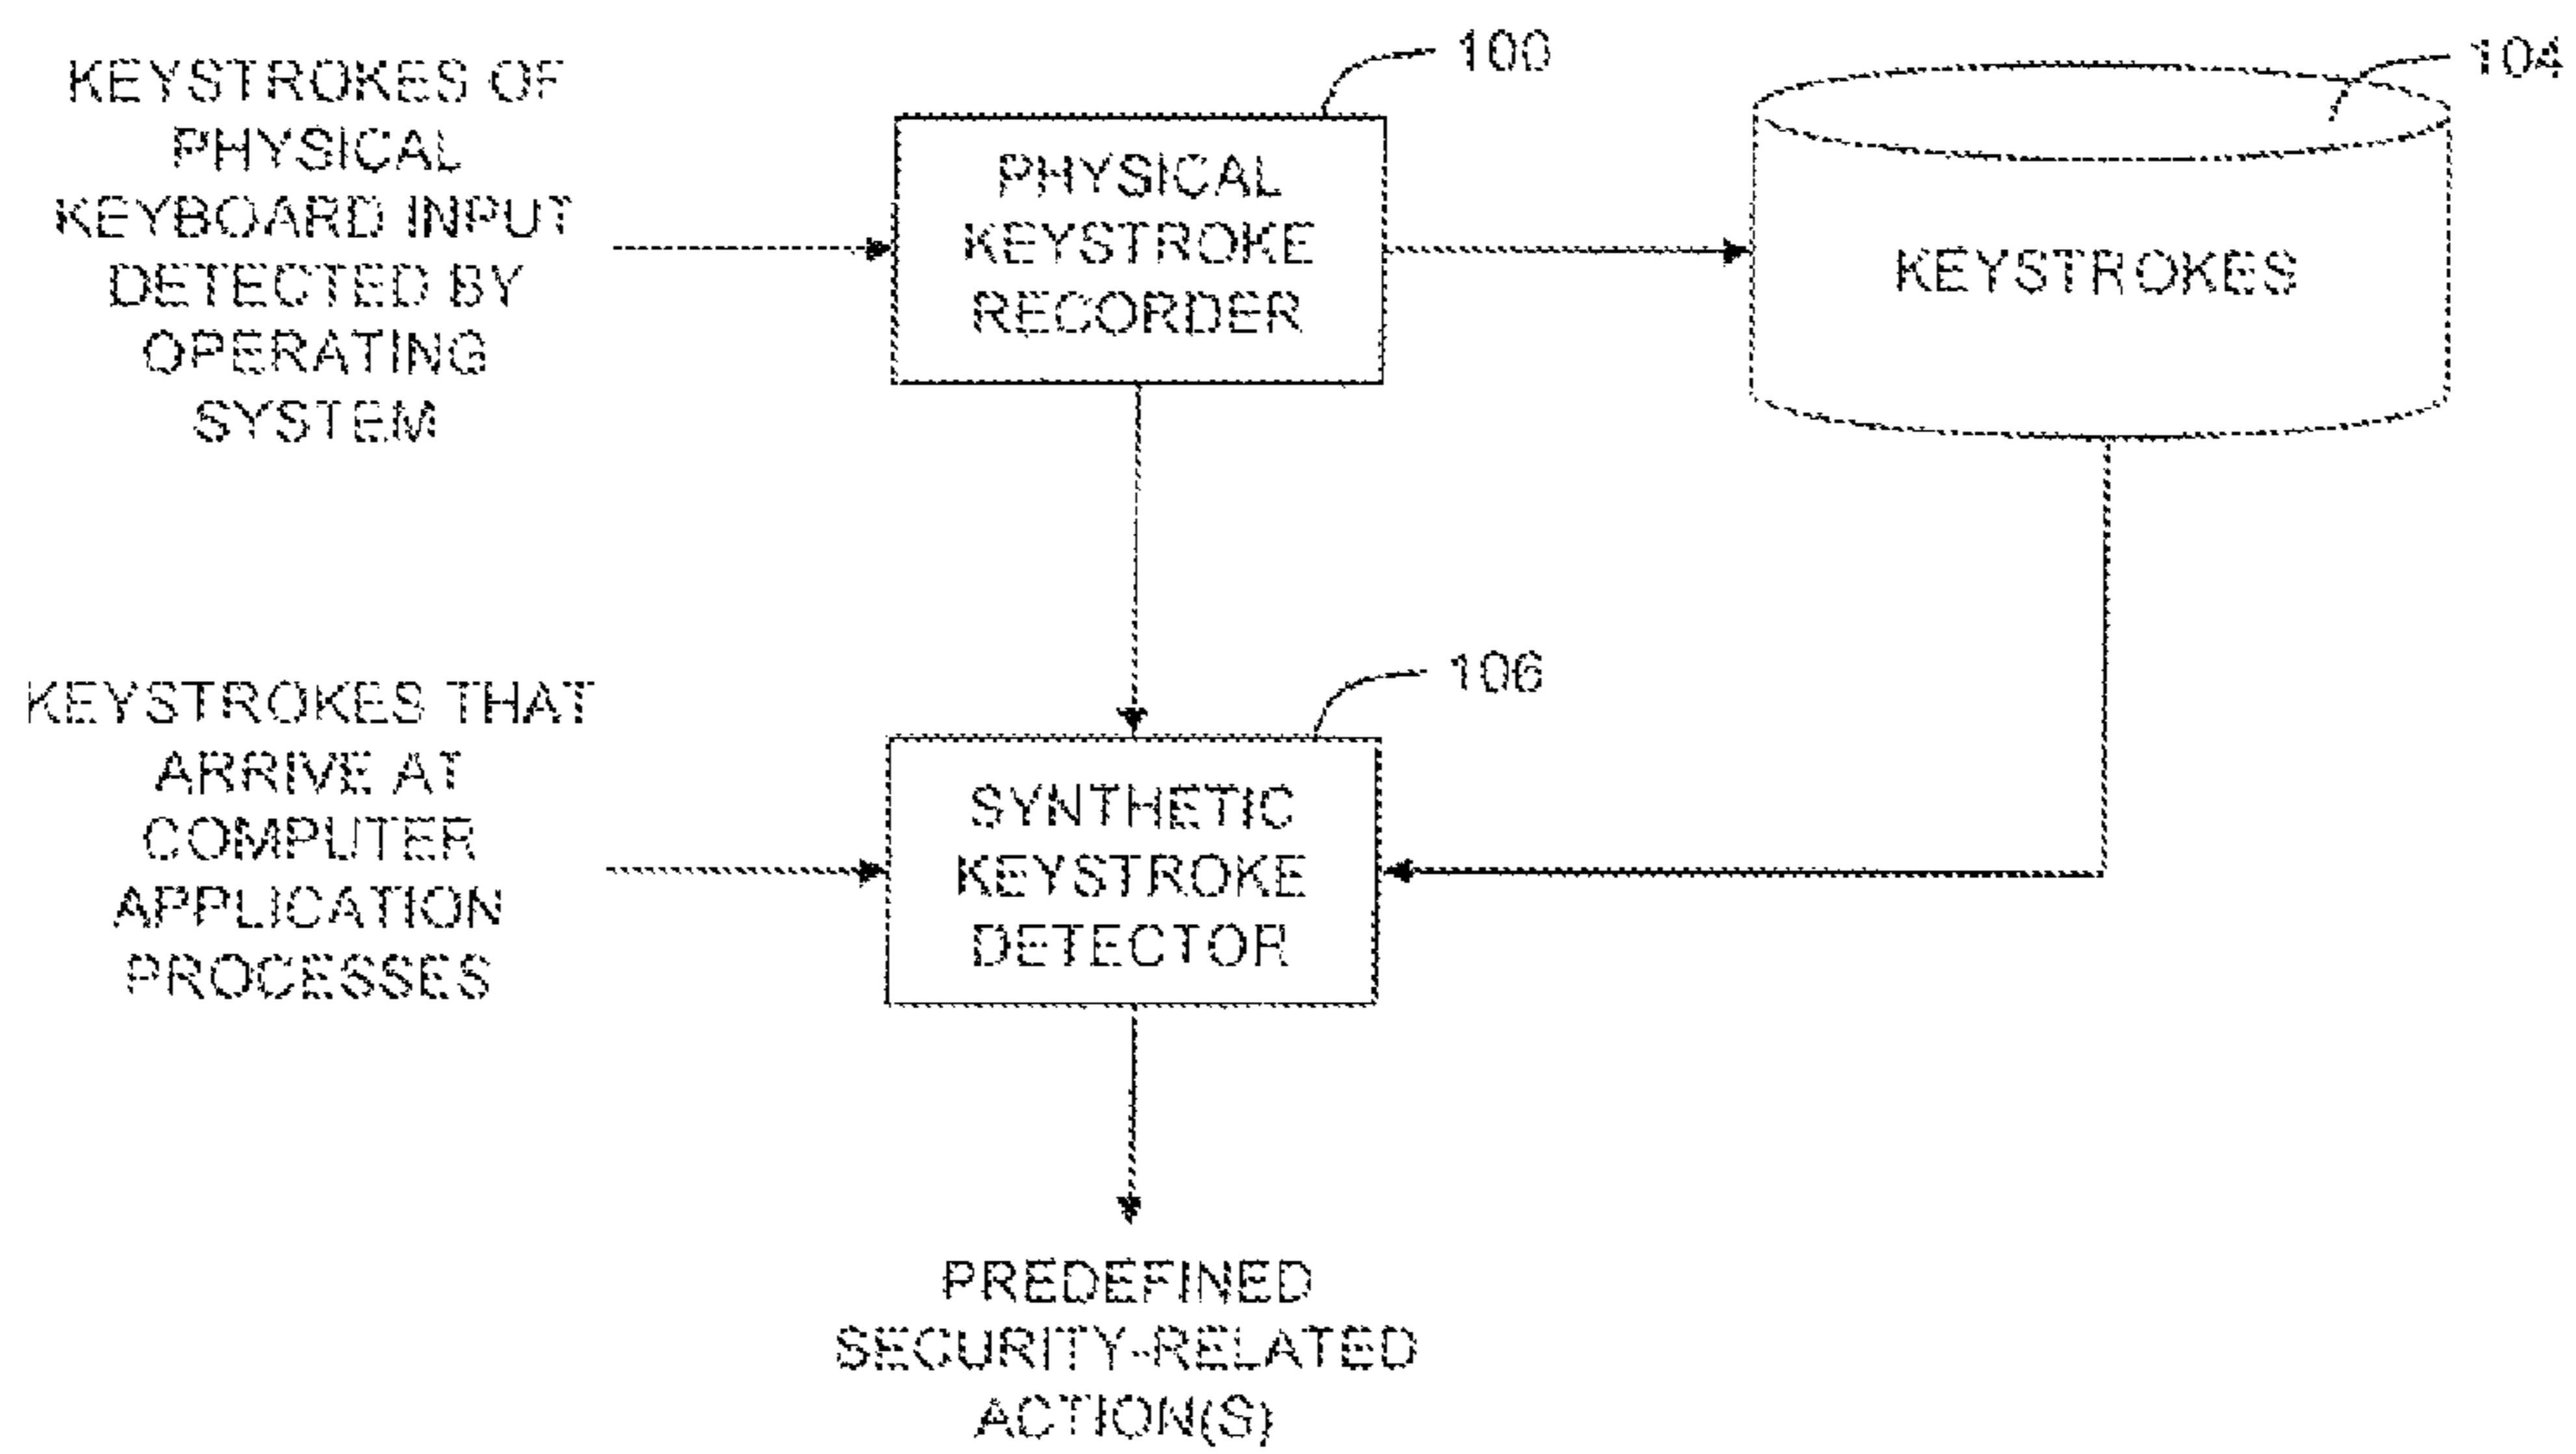 KEYSTROKES OF
PHYSICAL
KEYBOARD INPUT
DETECTED BY
OPERATING
SYSTEM
100
PHYSICAL
KEYSTROKE
RECORDER
104
KEYSTROKES
KEYSTROKES THAT
ARRIVE AT
COMPUTER
APPLICATION
PROCESSES
106
SYNTHETIC
KEYSTROKE
DETECTOR
PREDEFINED
SECURITY-RELATED
ACTION(S)